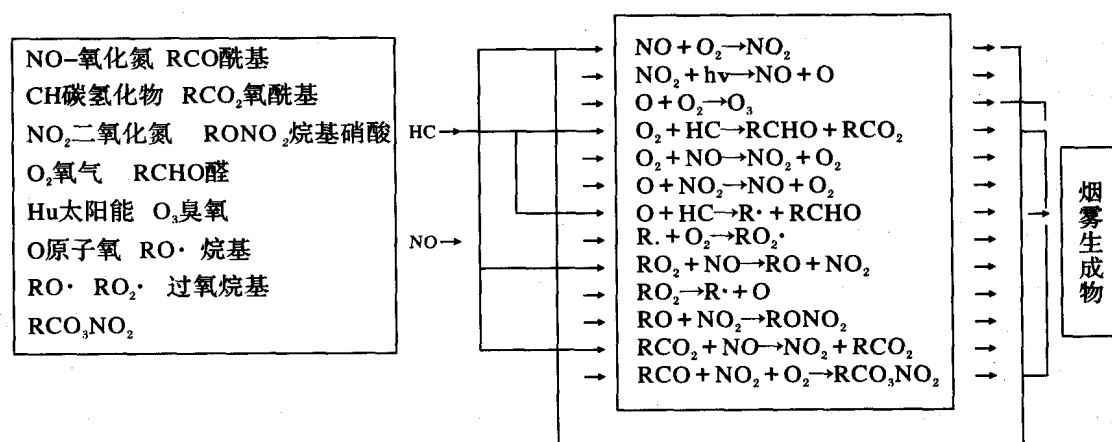 NO-一氧化氮 RCO酰基
CH碳氢化物 RCO₂氧酰基
NO₂二氧化氮 RONO₂烷基硝酸
O₂氧气 RCHO醛
Hu太阳能 O₃臭氧
O原子氧 RO· 烷基
RO· RO₂· 过氧烷基
RCO₃NO₂
HC→
NO→
NO+O₂→NO₂
NO₂+hν→NO+O
O+O₂→O₃
O₂+HC→RCHO+RCO₂
O₂+NO→NO₂+O₂
O+NO₂→NO+O₂
O+HC→R·+RCHO
R.+O₂→RO₂·
RO₂+NO→RO+NO₂
RO₂→R·+O
RO+NO₂→RONO₂
RCO₂+NO→NO₂+RCO₂
RCO+NO₂+O₂→RCO₃NO₂
烟雾生成物